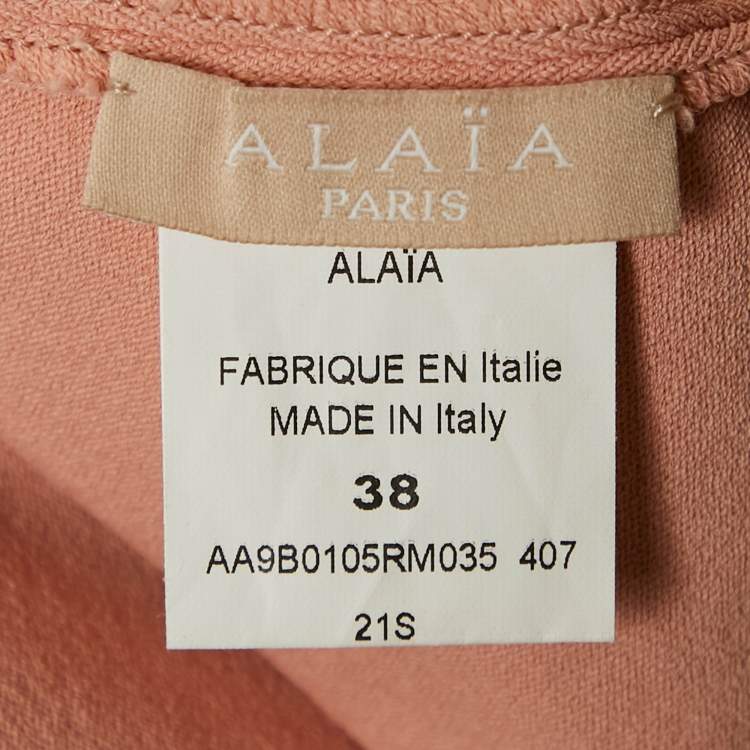 ALAÏA
PARIS
ALAÏA
FABRIQUE EN Italie
MADE IN Italy
38
AA9B0105RM035 407
21S